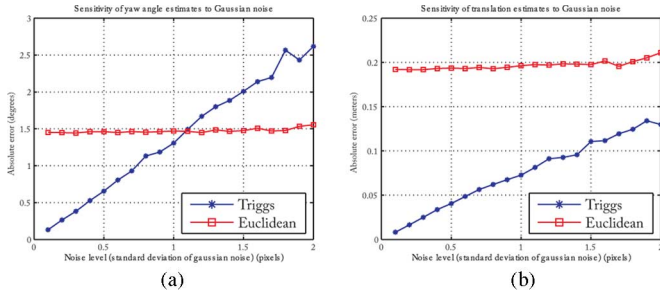 Sensitivity of yaw angle estimates to Gaussian noise
3
2.5
2
1.5
1
0.5
0
Absolute error (degrees)
Triggs
Euclidean
0 0.5 1 1.5 2
Noise level (standard deviation of gaussian noise) (pixels)
(a)
Sensitivity of translation estimates to Gaussian noise
0.25
0.2
0.15
0.1
0.05
0
Absolute error (meters)
Triggs
Euclidean
0 0.5 1 1.5 2
Noise level (standard deviation of gaussian noise) (pixels)
(b)